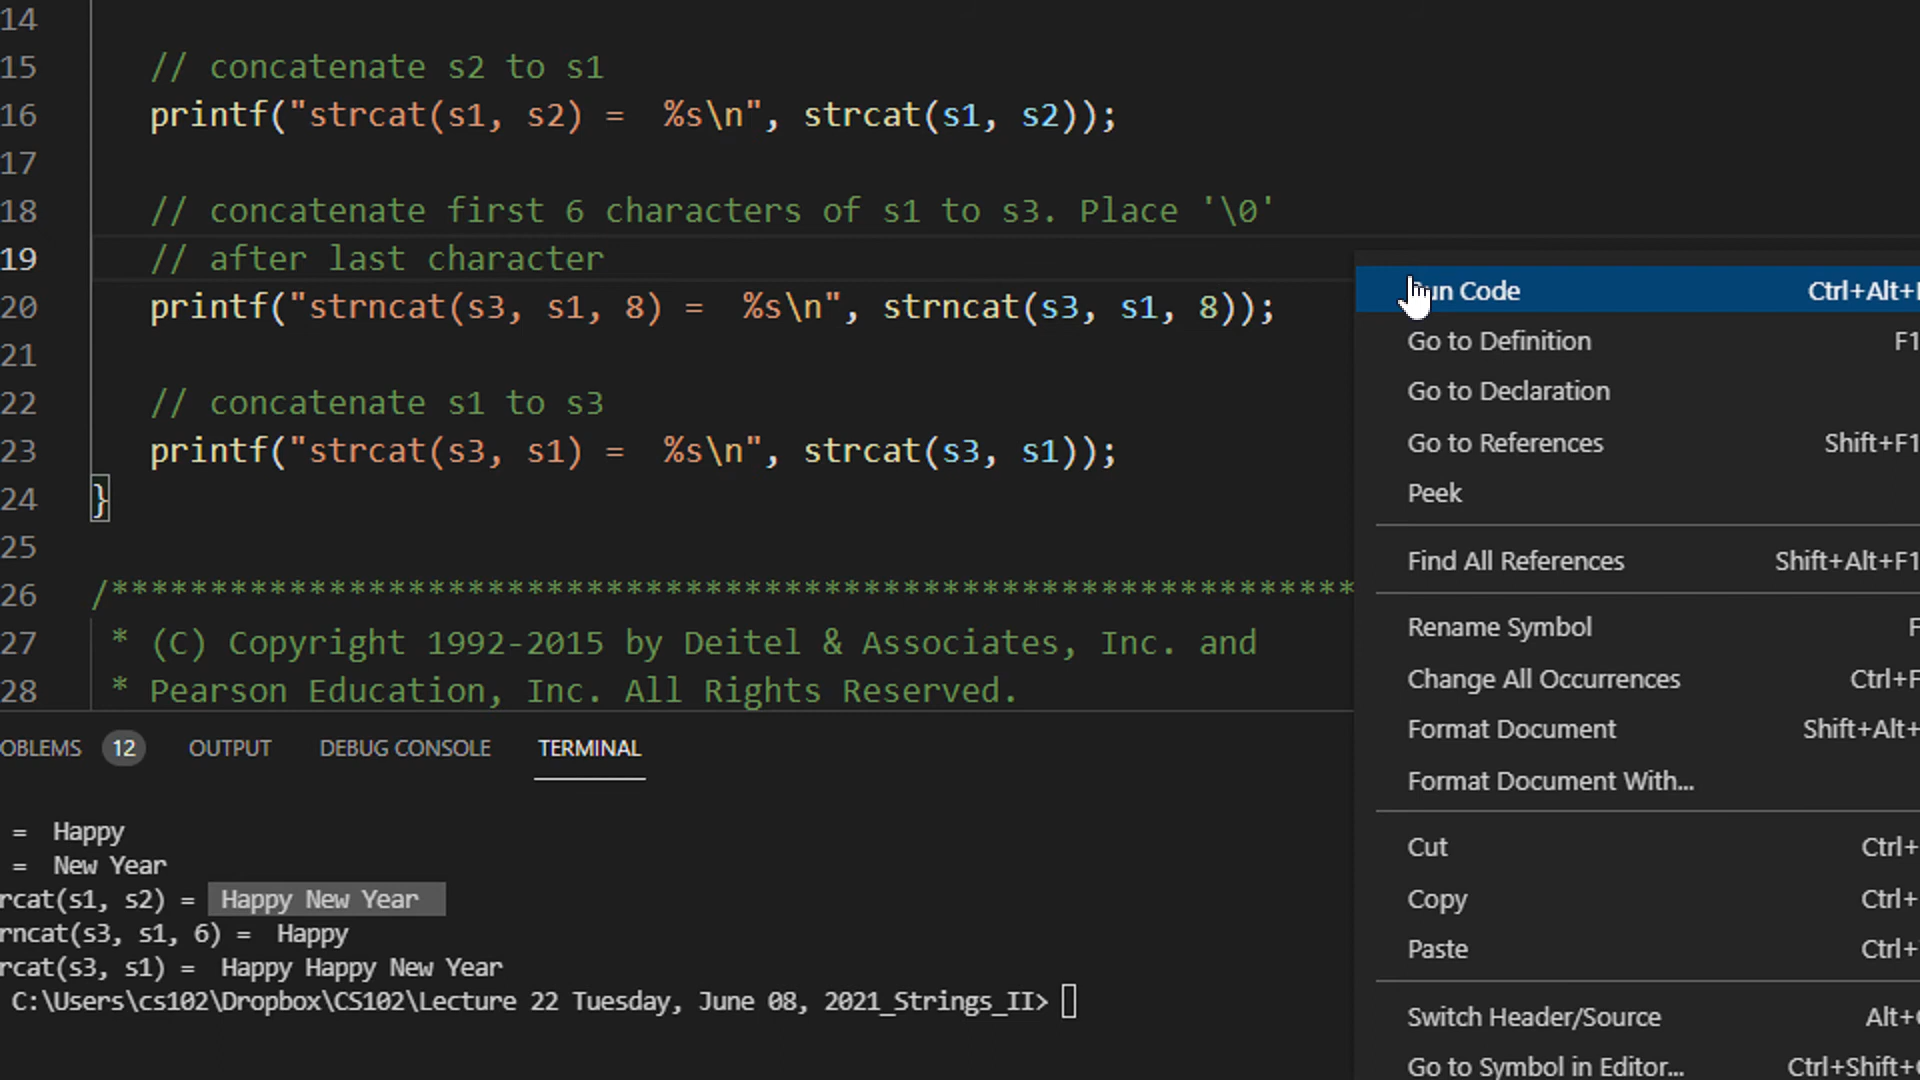 14
15 // concatenate s2 to s1
16 printf("strcat(s1, s2) =  %s\n", strcat(s1, s2));
17
18 // concatenate first 6 characters of s1 to s3. Place '\0'
19 // after last character
20 printf("strncat(s3, s1, 8) =  %s\n", strncat(s3, s1, 8));
21
22 // concatenate s1 to s3
23 printf("strcat(s3, s1) =  %s\n", strcat(s3, s1));
24 }
25
26 /***************************************************************
27 * (C) Copyright 1992-2015 by Deitel & Associates, Inc. and
28 * Pearson Education, Inc. All Rights Reserved.
un Code Ctrl+Alt+
Go to Definition F1
Go to Declaration
Go to References Shift+F1
Peek
Find All References Shift+Alt+F1
Rename Symbol F
Change All Occurrences Ctrl+F
Format Document Shift+Alt+
Format Document With...
Cut Ctrl+
Copy Ctrl+
Paste Ctrl+
Switch Header/Source Alt+
Go to Symbol in Editor... Ctrl+Shift+
OBLEMS 12 OUTPUT DEBUG CONSOLE TERMINAL
=  Happy
=  New Year
rcat(s1, s2) =  Happy New Year
rncat(s3, s1, 6) =  Happy
rcat(s3, s1) =  Happy Happy New Year
C:\Users\cs102\Dropbox\CS102\Lecture 22 Tuesday, June 08, 2021_Strings_II>